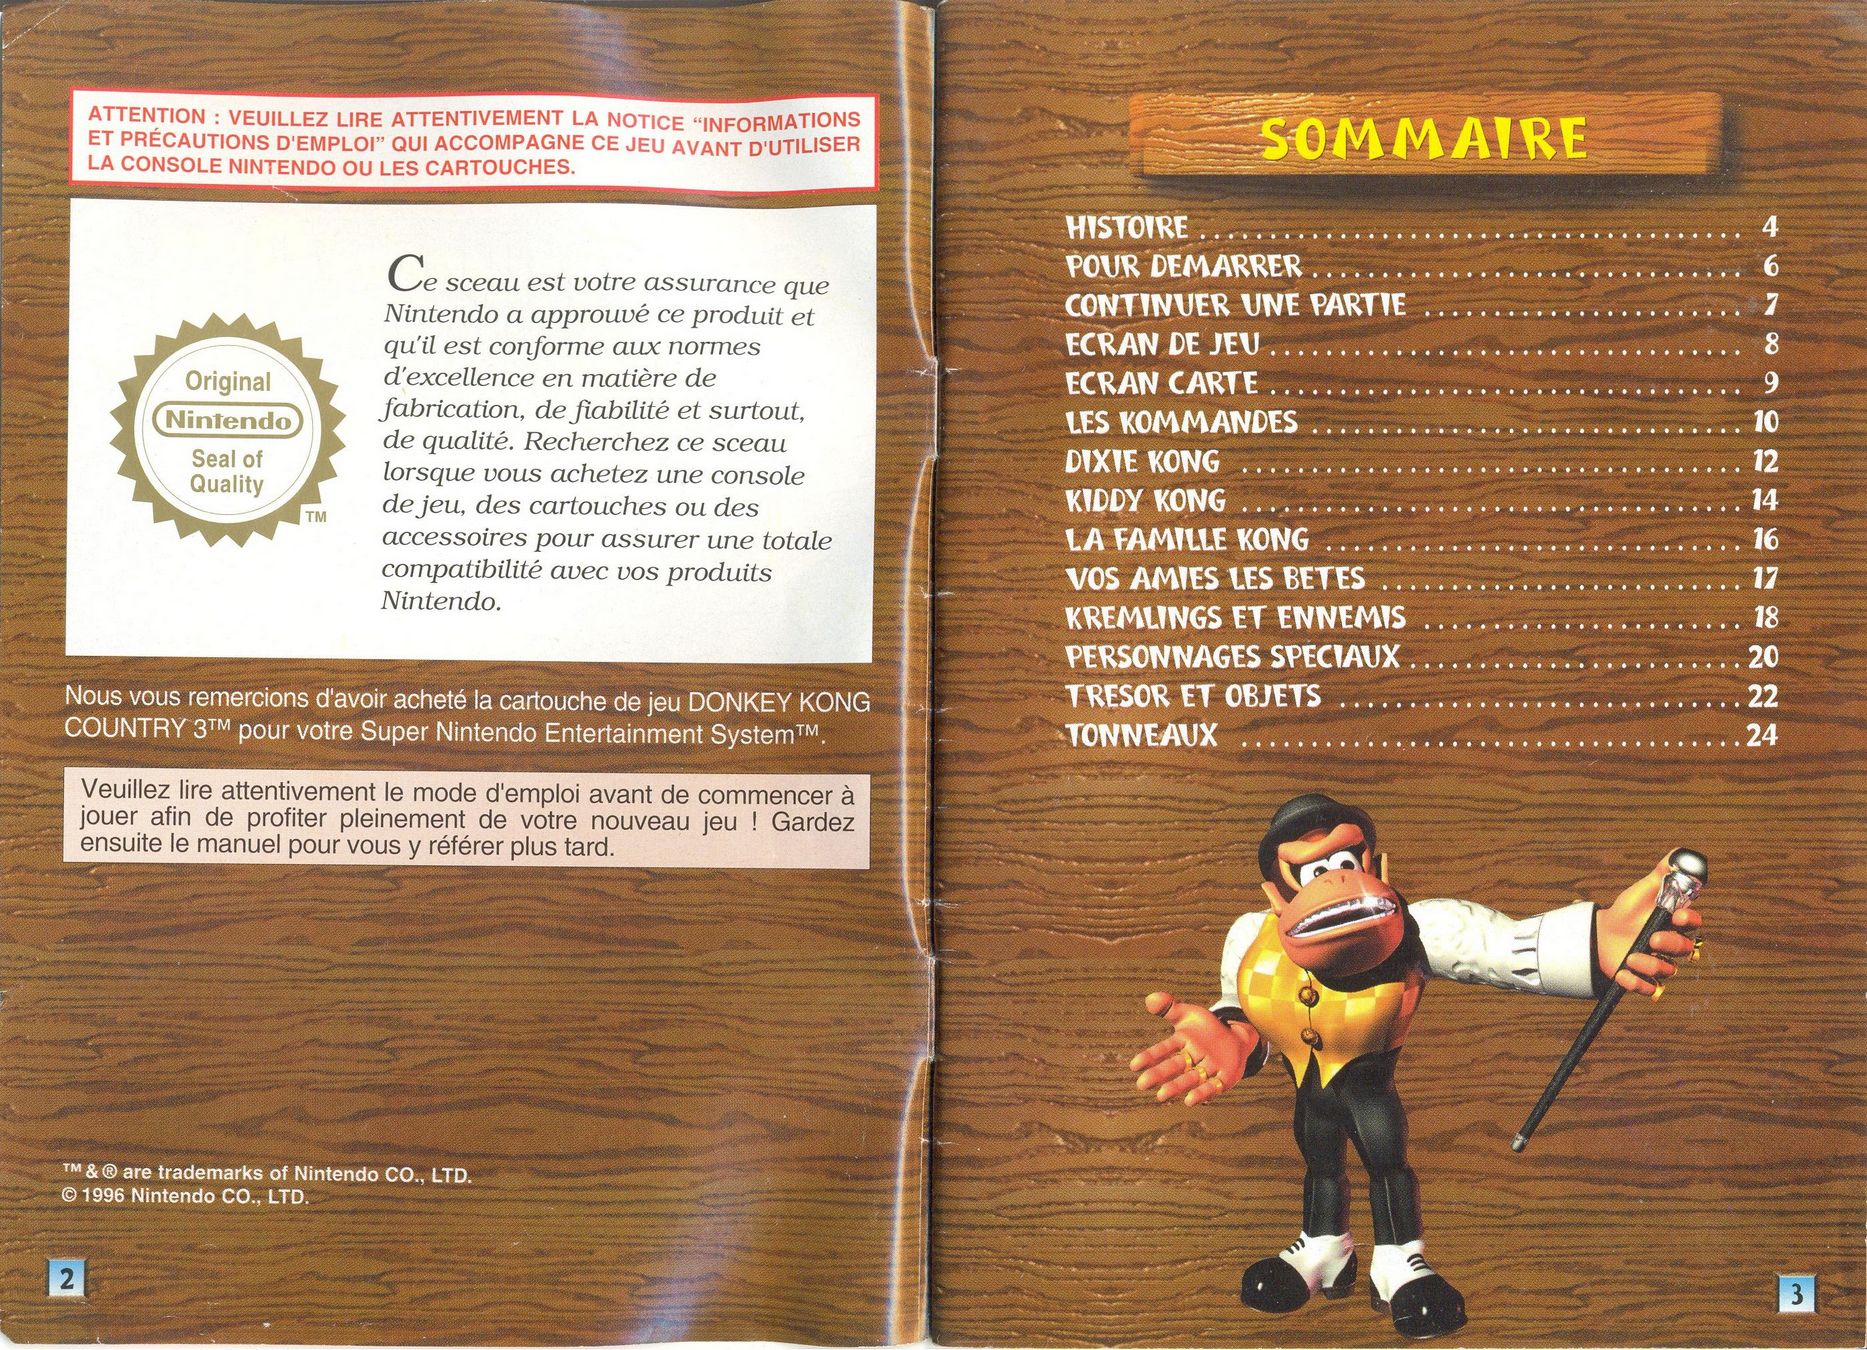 ATTENTION : VEUILLEZ LIRE ATTENTIVEMENT LA NOTICE “INFORMATIONS
ET PRÉCAUTIONS D'EMPLOI” QUI ACCOMPAGNE CE JEU AVANT D'UTILISER
LA CONSOLE NINTENDO OU LES CARTOUCHES.
Original
Nintendo
Seal of
Quality
TM
Ce sceau est votre assurance que
Nintendo a approuvé ce produit et
qu'il est conforme aux normes
d'excellence en matière de
fabrication, de fiabilité et surtout,
de qualité. Recherchez ce sceau
lorsque vous achetez une console
de jeu, des cartouches ou des
accessoires pour assurer une totale
compatibilité avec vos produits
Nintendo.
Nous vous remercions d'avoir acheté la cartouche de jeu DONKEY KONG
COUNTRY 3™ pour votre Super Nintendo Entertainment System™.
Veuillez lire attentivement le mode d'emploi avant de commencer à
jouer afin de profiter pleinement de votre nouveau jeu ! Gardez
ensuite le manuel pour vous y référer plus tard.
™ & ® are trademarks of Nintendo CO., LTD.
© 1996 Nintendo CO., LTD.
2
SOMMAIRE
HISTOIRE ........................................ 4
POUR DEMARRER ................................ 6
CONTINUER UNE PARTIE ........................ 7
ECRAN DE JEU ................................... 8
ECRAN CARTE ................................... 9
LES KOMMANDES ................................ 10
DIXIE KONG ..................................... 12
KIDDY KONG ..................................... 14
LA FAMILLE KONG ............................... 16
VOS AMIES LES BETES ........................... 17
KREMLINGS ET ENNEMIS ........................ 18
PERSONNAGES SPECIAUX ......................... 20
TRESOR ET OBJETS .............................. 22
TONNEAUX ..................................... 24
3